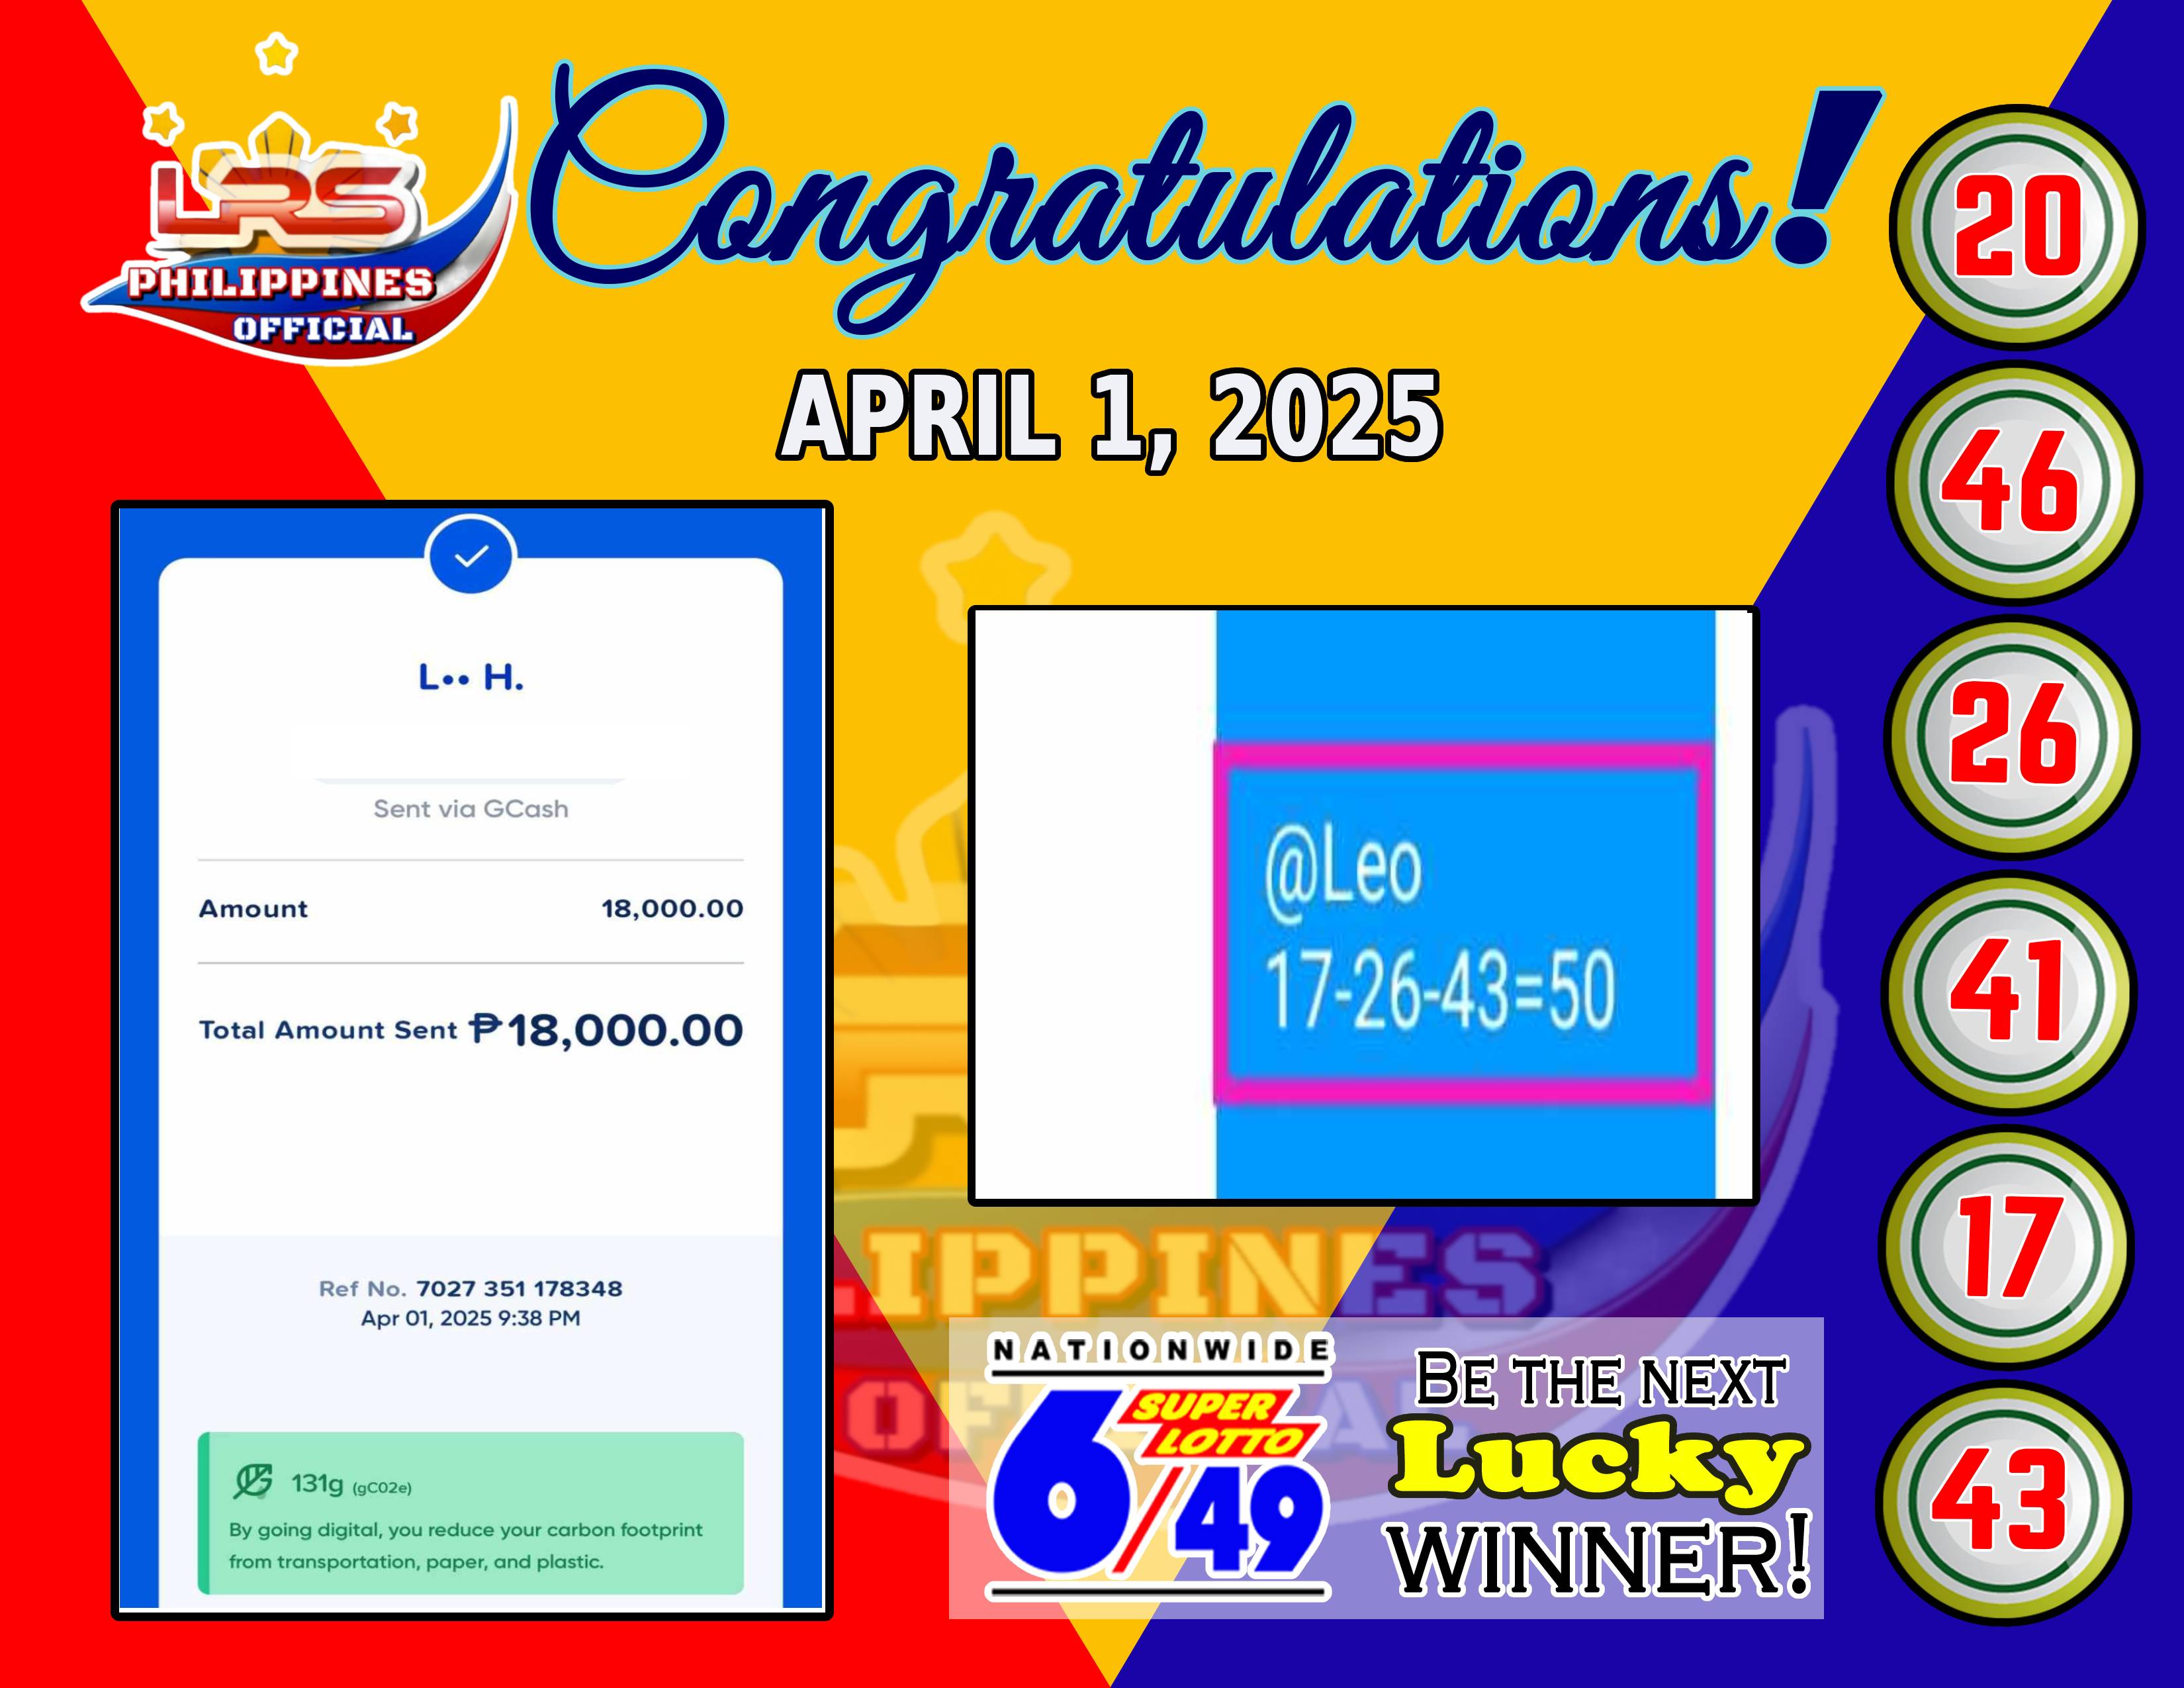 LRS
PHILIPPINES
OFFICIAL
Congratulations!
APRIL 1, 2025
L•• H.
Sent via GCash
Amount 18,000.00
Total Amount Sent ₱18,000.00
Ref No. 7027 351 178348
Apr 01, 2025 9:38 PM
131g (gC02e)
By going digital, you reduce your carbon footprint
from transportation, paper, and plastic.
@Leo
17-26-43=50
LIPPINES
OFFICIAL
NATIONWIDE
SUPER
LOTTO
6/49
BE THE NEXT
Lucky
WINNER!
20
46
26
41
17
43